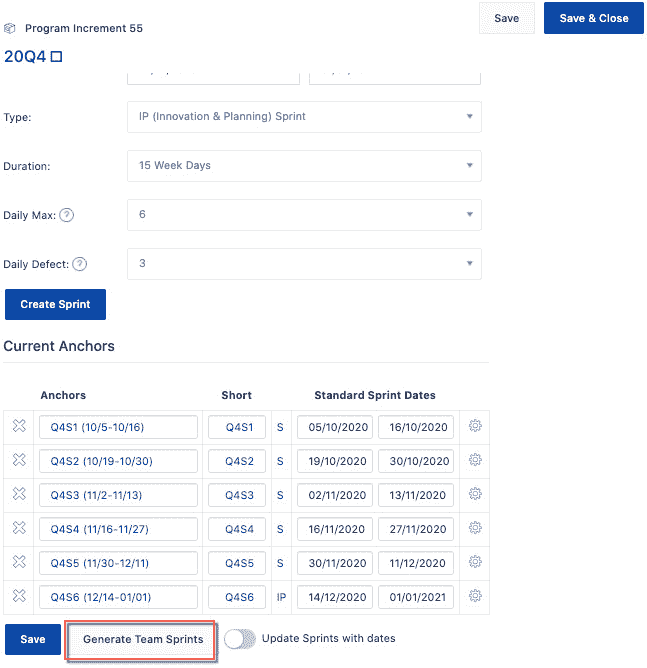 Program Increment 55
Save
Save & Close
20Q4
Type:
IP (Innovation & Planning) Sprint
Duration:
15 Week Days
Daily Max: ?
6
Daily Defect: ?
3
Create Sprint
Current Anchors
Anchors Short Standard Sprint Dates
Q4S1 (10/5-10/16) Q4S1 S 05/10/2020 16/10/2020
Q4S2 (10/19-10/30) Q4S2 S 19/10/2020 30/10/2020
Q4S3 (11/2-11/13) Q4S3 S 02/11/2020 13/11/2020
Q4S4 (11/16-11/27) Q4S4 S 16/11/2020 27/11/2020
Q4S5 (11/30-12/11) Q4S5 S 30/11/2020 11/12/2020
Q4S6 (12/14-01/01) Q4S6 IP 14/12/2020 01/01/2021
Save Generate Team Sprints Update Sprints with dates